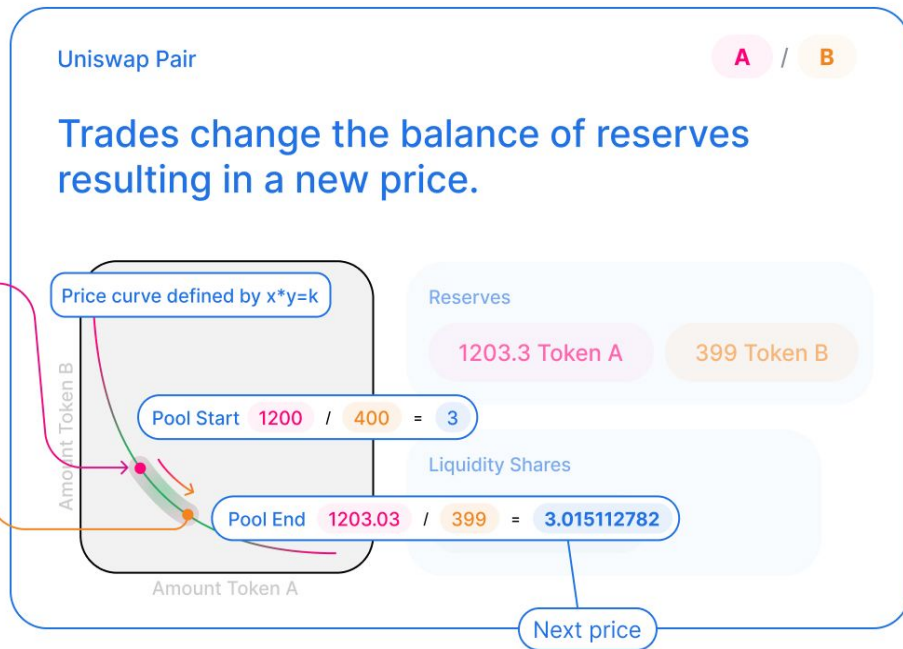 Uniswap Pair
A / B
Trades change the balance of reserves
resulting in a new price.
Price curve defined by x*y=k
Reserves
1203.3 Token A
399 Token B
Amount Token B
Pool Start 1200 / 400 = 3
Liquidity Shares
Pool End 1203.03 / 399 = 3.015112782
Amount Token A
Next price